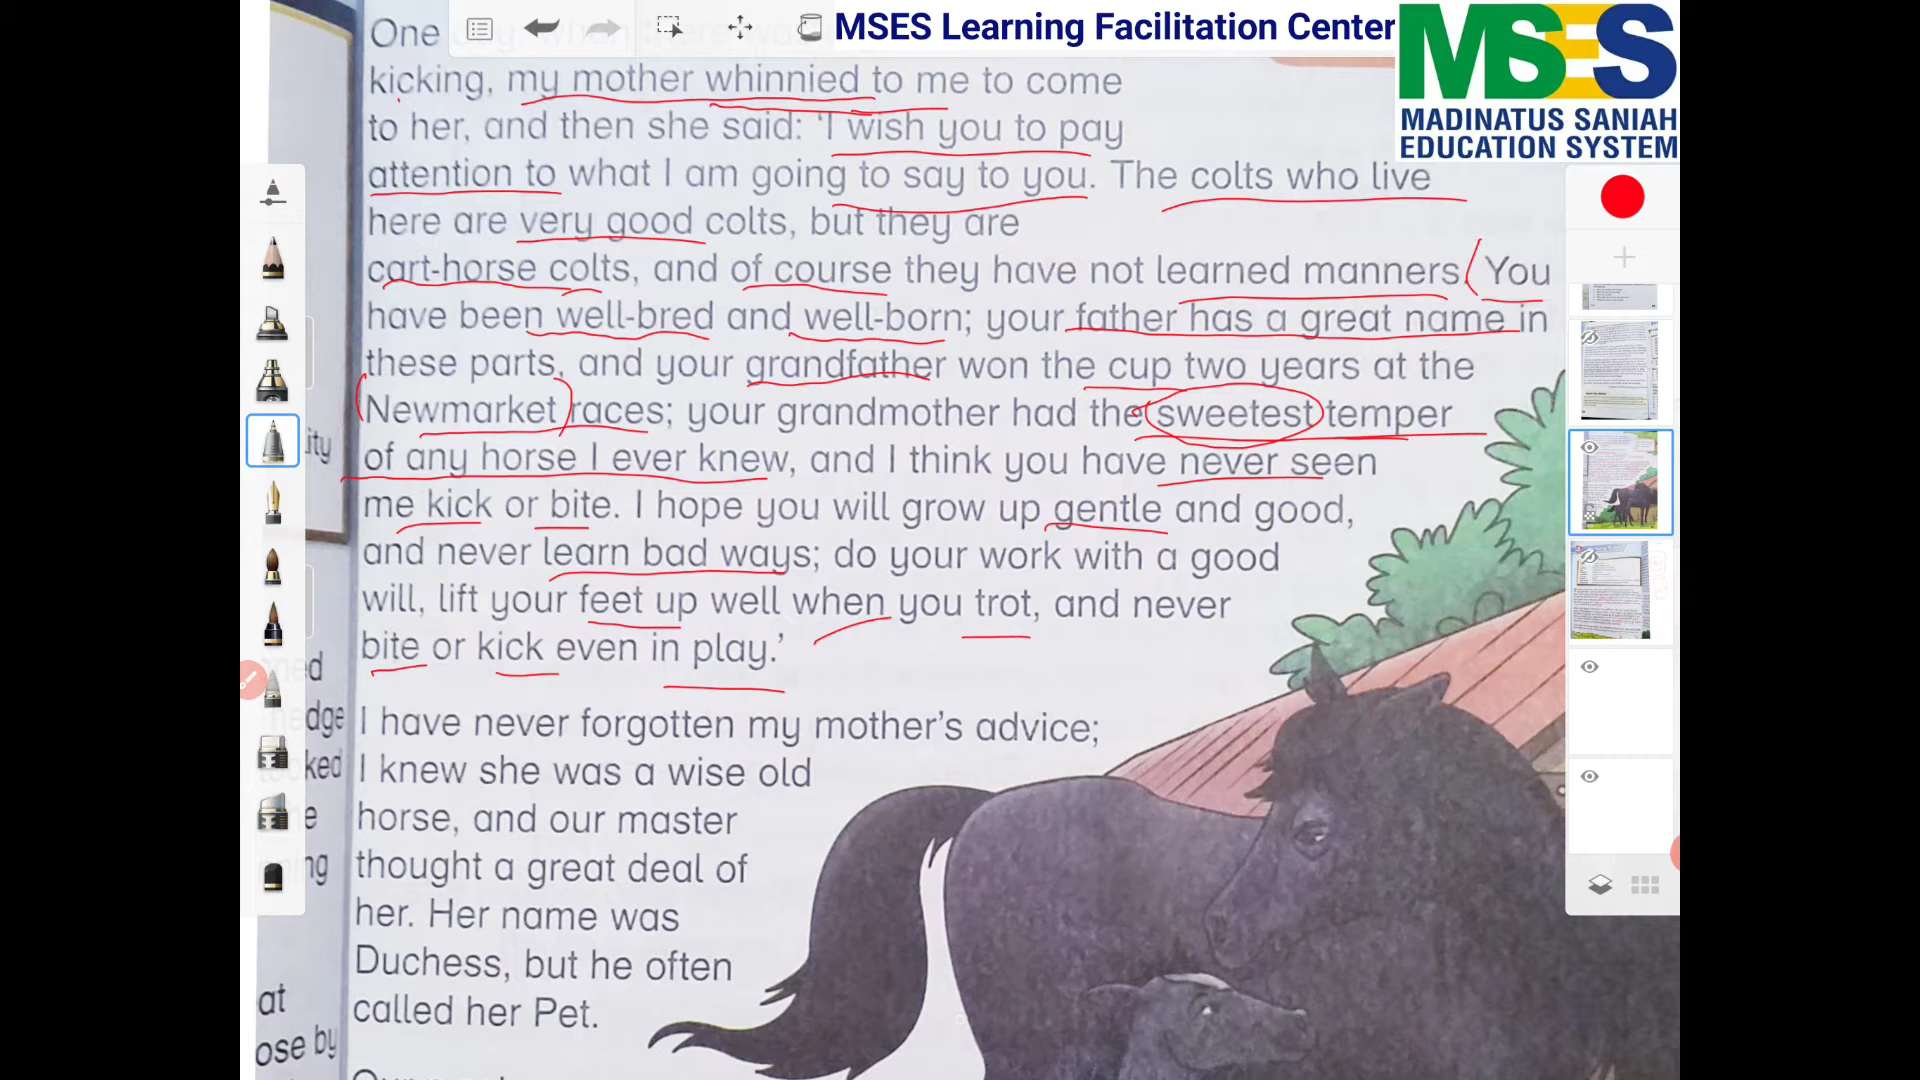 MSES Learning Facilitation Center
MSES
MADINATUS SANIAH
EDUCATION SYSTEM
One
kicking, my mother whinnied to me to come
to her, and then she said: ‘I wish you to pay
attention to what I am going to say to you. The colts who live
here are very good colts, but they are
cart-horse colts, and of course they have not learned manners. You
have been well-bred and well-born; your father has a great name in
these parts, and your grandfather won the cup two years at the
Newmarket races; your grandmother had the sweetest temper
of any horse I ever knew, and I think you have never seen
me kick or bite. I hope you will grow up gentle and good,
and never learn bad ways; do your work with a good
will, lift your feet up well when you trot, and never
bite or kick even in play.’
I have never forgotten my mother’s advice;
I knew she was a wise old
horse, and our master
thought a great deal of
her. Her name was
Duchess, but he often
called her Pet.
ity
ned
edge
ked
e
ng
at
ose by